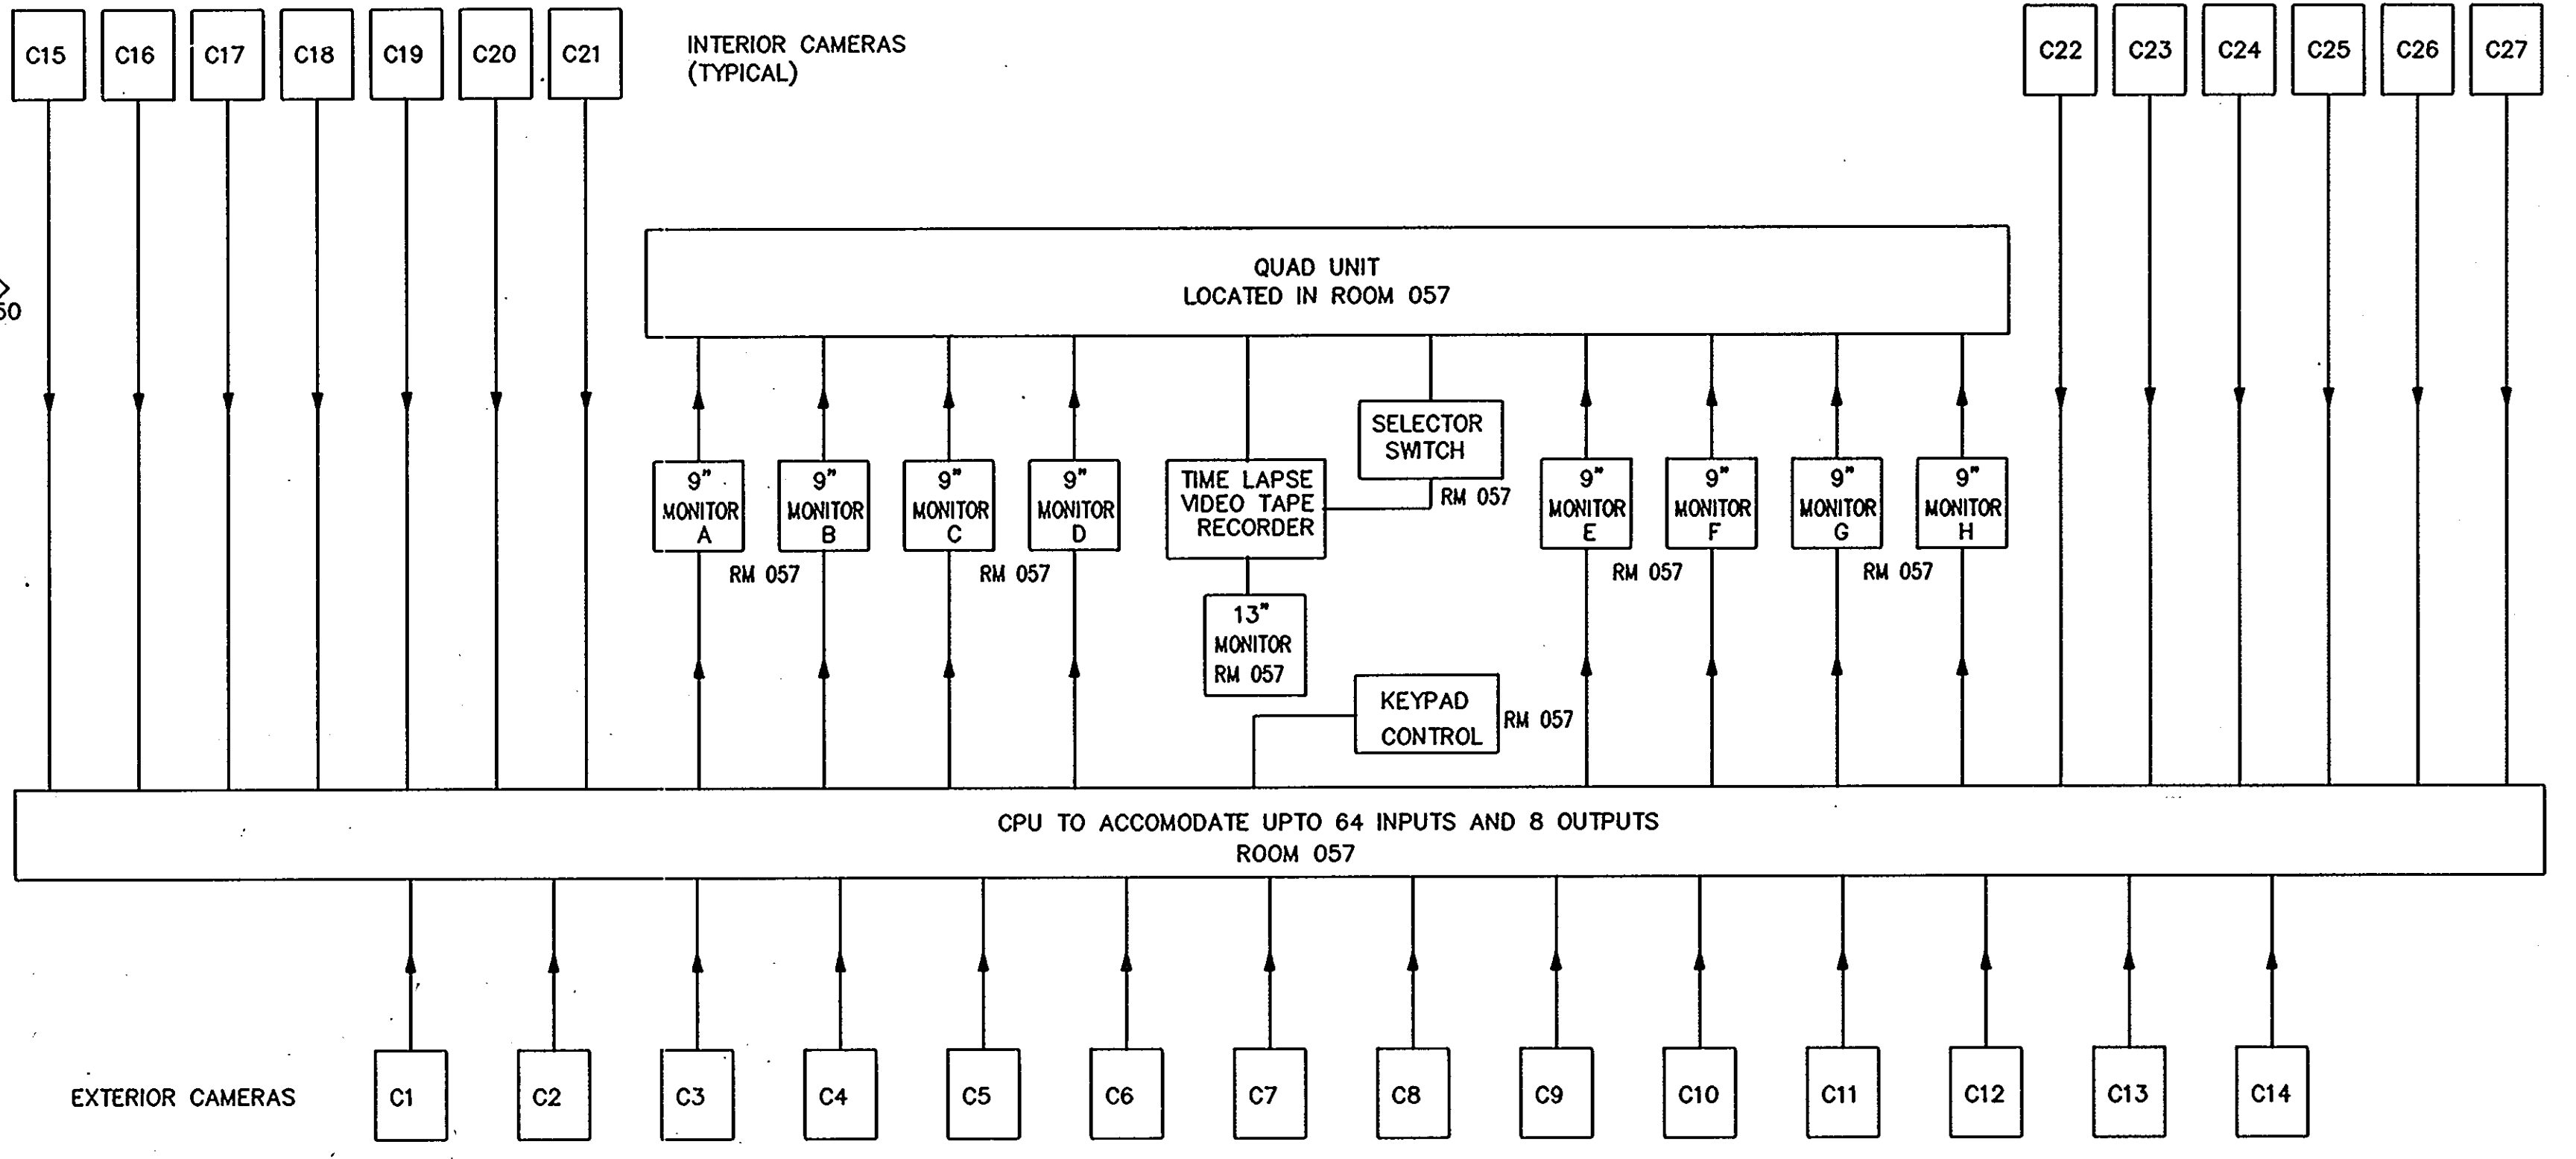 C15 C16 C17 C18 C19 C20 C21
INTERIOR CAMERAS
(TYPICAL)
C22 C23 C24 C25 C26 C27
50
QUAD UNIT
LOCATED IN ROOM 057
9"
MONITOR
A
RM 057
9"
MONITOR
B
9"
MONITOR
C
RM 057
9"
MONITOR
D
TIME LAPSE
VIDEO TAPE
RECORDER
SELECTOR
SWITCH
RM 057
13"
MONITOR
RM 057
KEYPAD
CONTROL
RM 057
9"
MONITOR
E
RM 057
9"
MONITOR
F
9"
MONITOR
G
RM 057
9"
MONITOR
H
CPU TO ACCOMODATE UPTO 64 INPUTS AND 8 OUTPUTS
ROOM 057
EXTERIOR CAMERAS
C1 C2 C3 C4 C5 C6 C7 C8 C9 C10 C11 C12 C13 C14